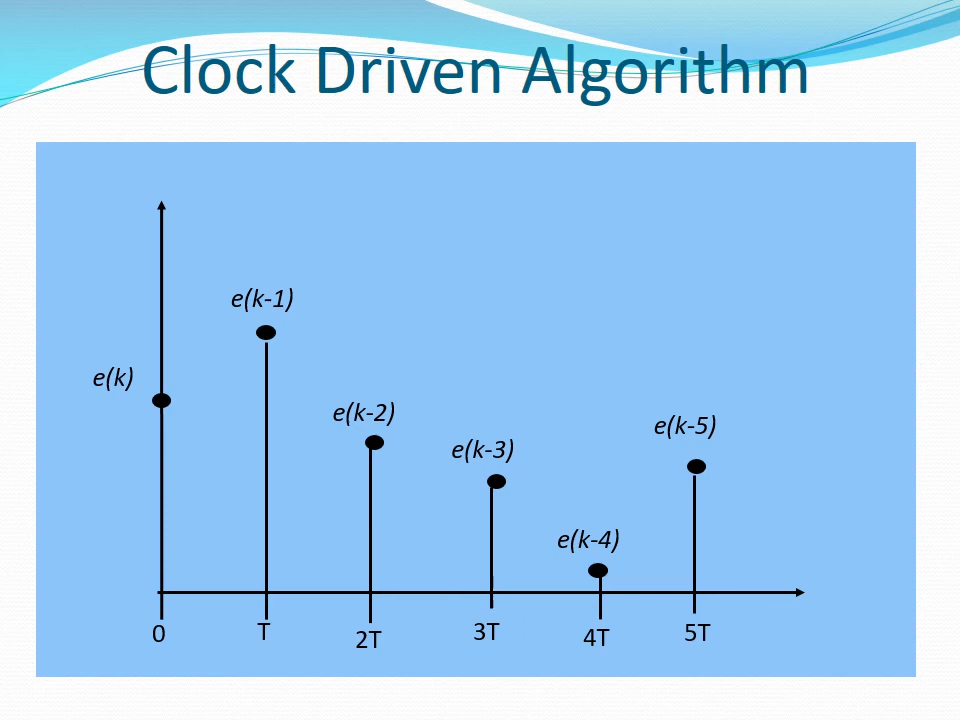 Clock Driven Algorithm
e(k-1)
e(k)
e(k-2)
e(k-5)
e(k-3)
e(k-4)
0
T
2T
3T
4T
5T